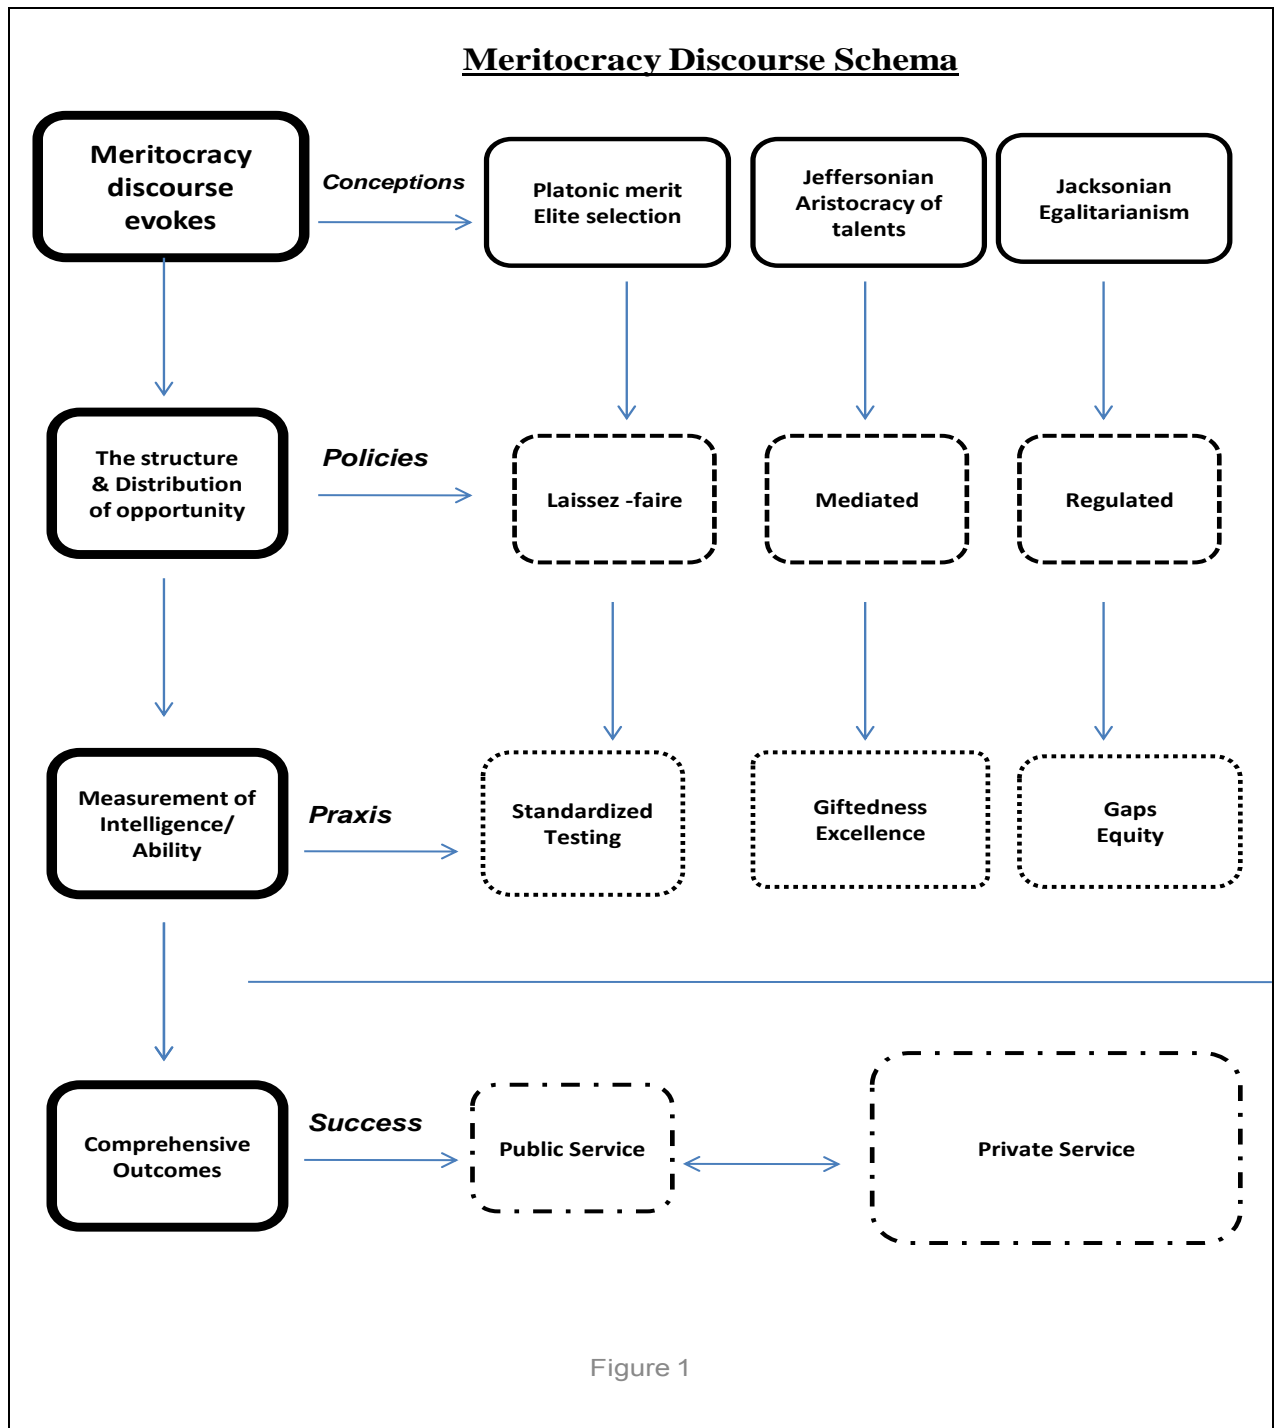 Meritocracy Discourse Schema
Meritocracy
discourse
evokes
Conceptions
Platonic merit
Elite selection
Jeffersonian
Aristocracy of
talents
Jacksonian
Egalitarianism
The structure
& Distribution
of opportunity
Policies
Laissez -faire
Mediated
Regulated
Measurement of
Intelligence/
Ability
Praxis
Standardized
Testing
Giftedness
Excellence
Gaps
Equity
Comprehensive
Outcomes
Success
Public Service
Private Service
Figure 1